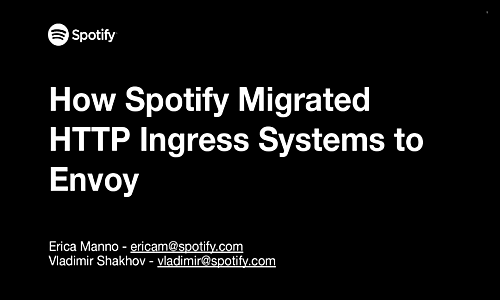 Spotify
How Spotify Migrated
HTTP Ingress Systems to
Envoy
Erica Manno - ericam@spotify.com
Vladimir Shakhov - vladimir@spotify.com